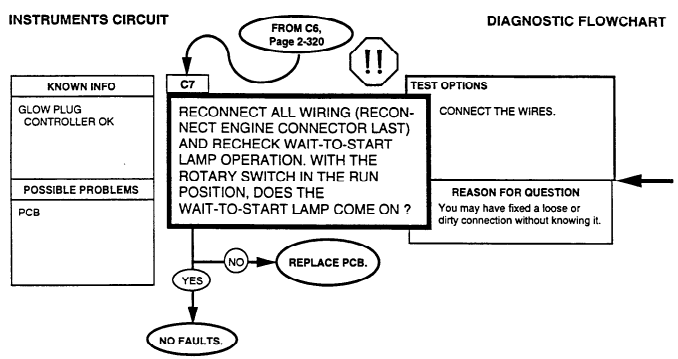 INSTRUMENTS CIRCUIT
DIAGNOSTIC FLOWCHART
FROM C6,
Page 2-320
!!
KNOWN INFO
GLOW PLUG
CONTROLLER OK
POSSIBLE PROBLEMS
PCB
C7
RECONNECT ALL WIRING (RECON-
NECT ENGINE CONNECTOR LAST)
AND RECHECK WAIT-TO-START
LAMP OPERATION. WITH THE
ROTARY SWITCH IN THE RUN
POSITION, DOES THE
WAIT-TO-START LAMP COME ON ?
TEST OPTIONS
CONNECT THE WIRES.
REASON FOR QUESTION
You may have fixed a loose or
dirty connection without knowing it.
NO
REPLACE PCB.
YES
NO FAULTS.